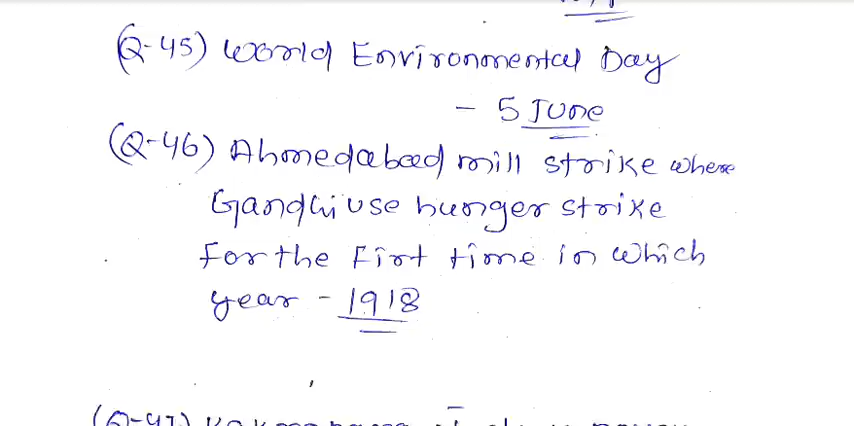 (Q-45) World Environmental Day
- 5 June
(Q-46) Ahmedabad mill strike where
Gandhi use hunger strike
for the First time in which
year - 1918
(Q-47)